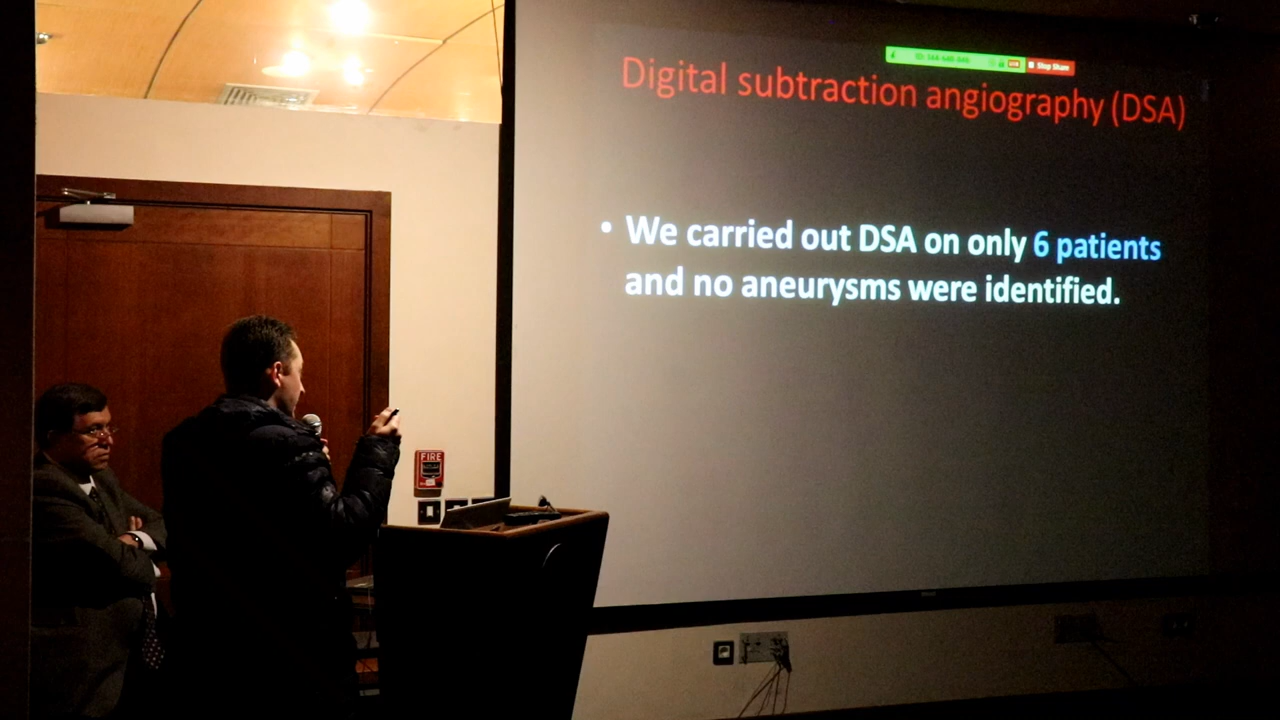 Digital subtraction angiography (DSA)
• We carried out DSA on only 6 patients
and no aneurysms were identified.
Stop Share
FIRE